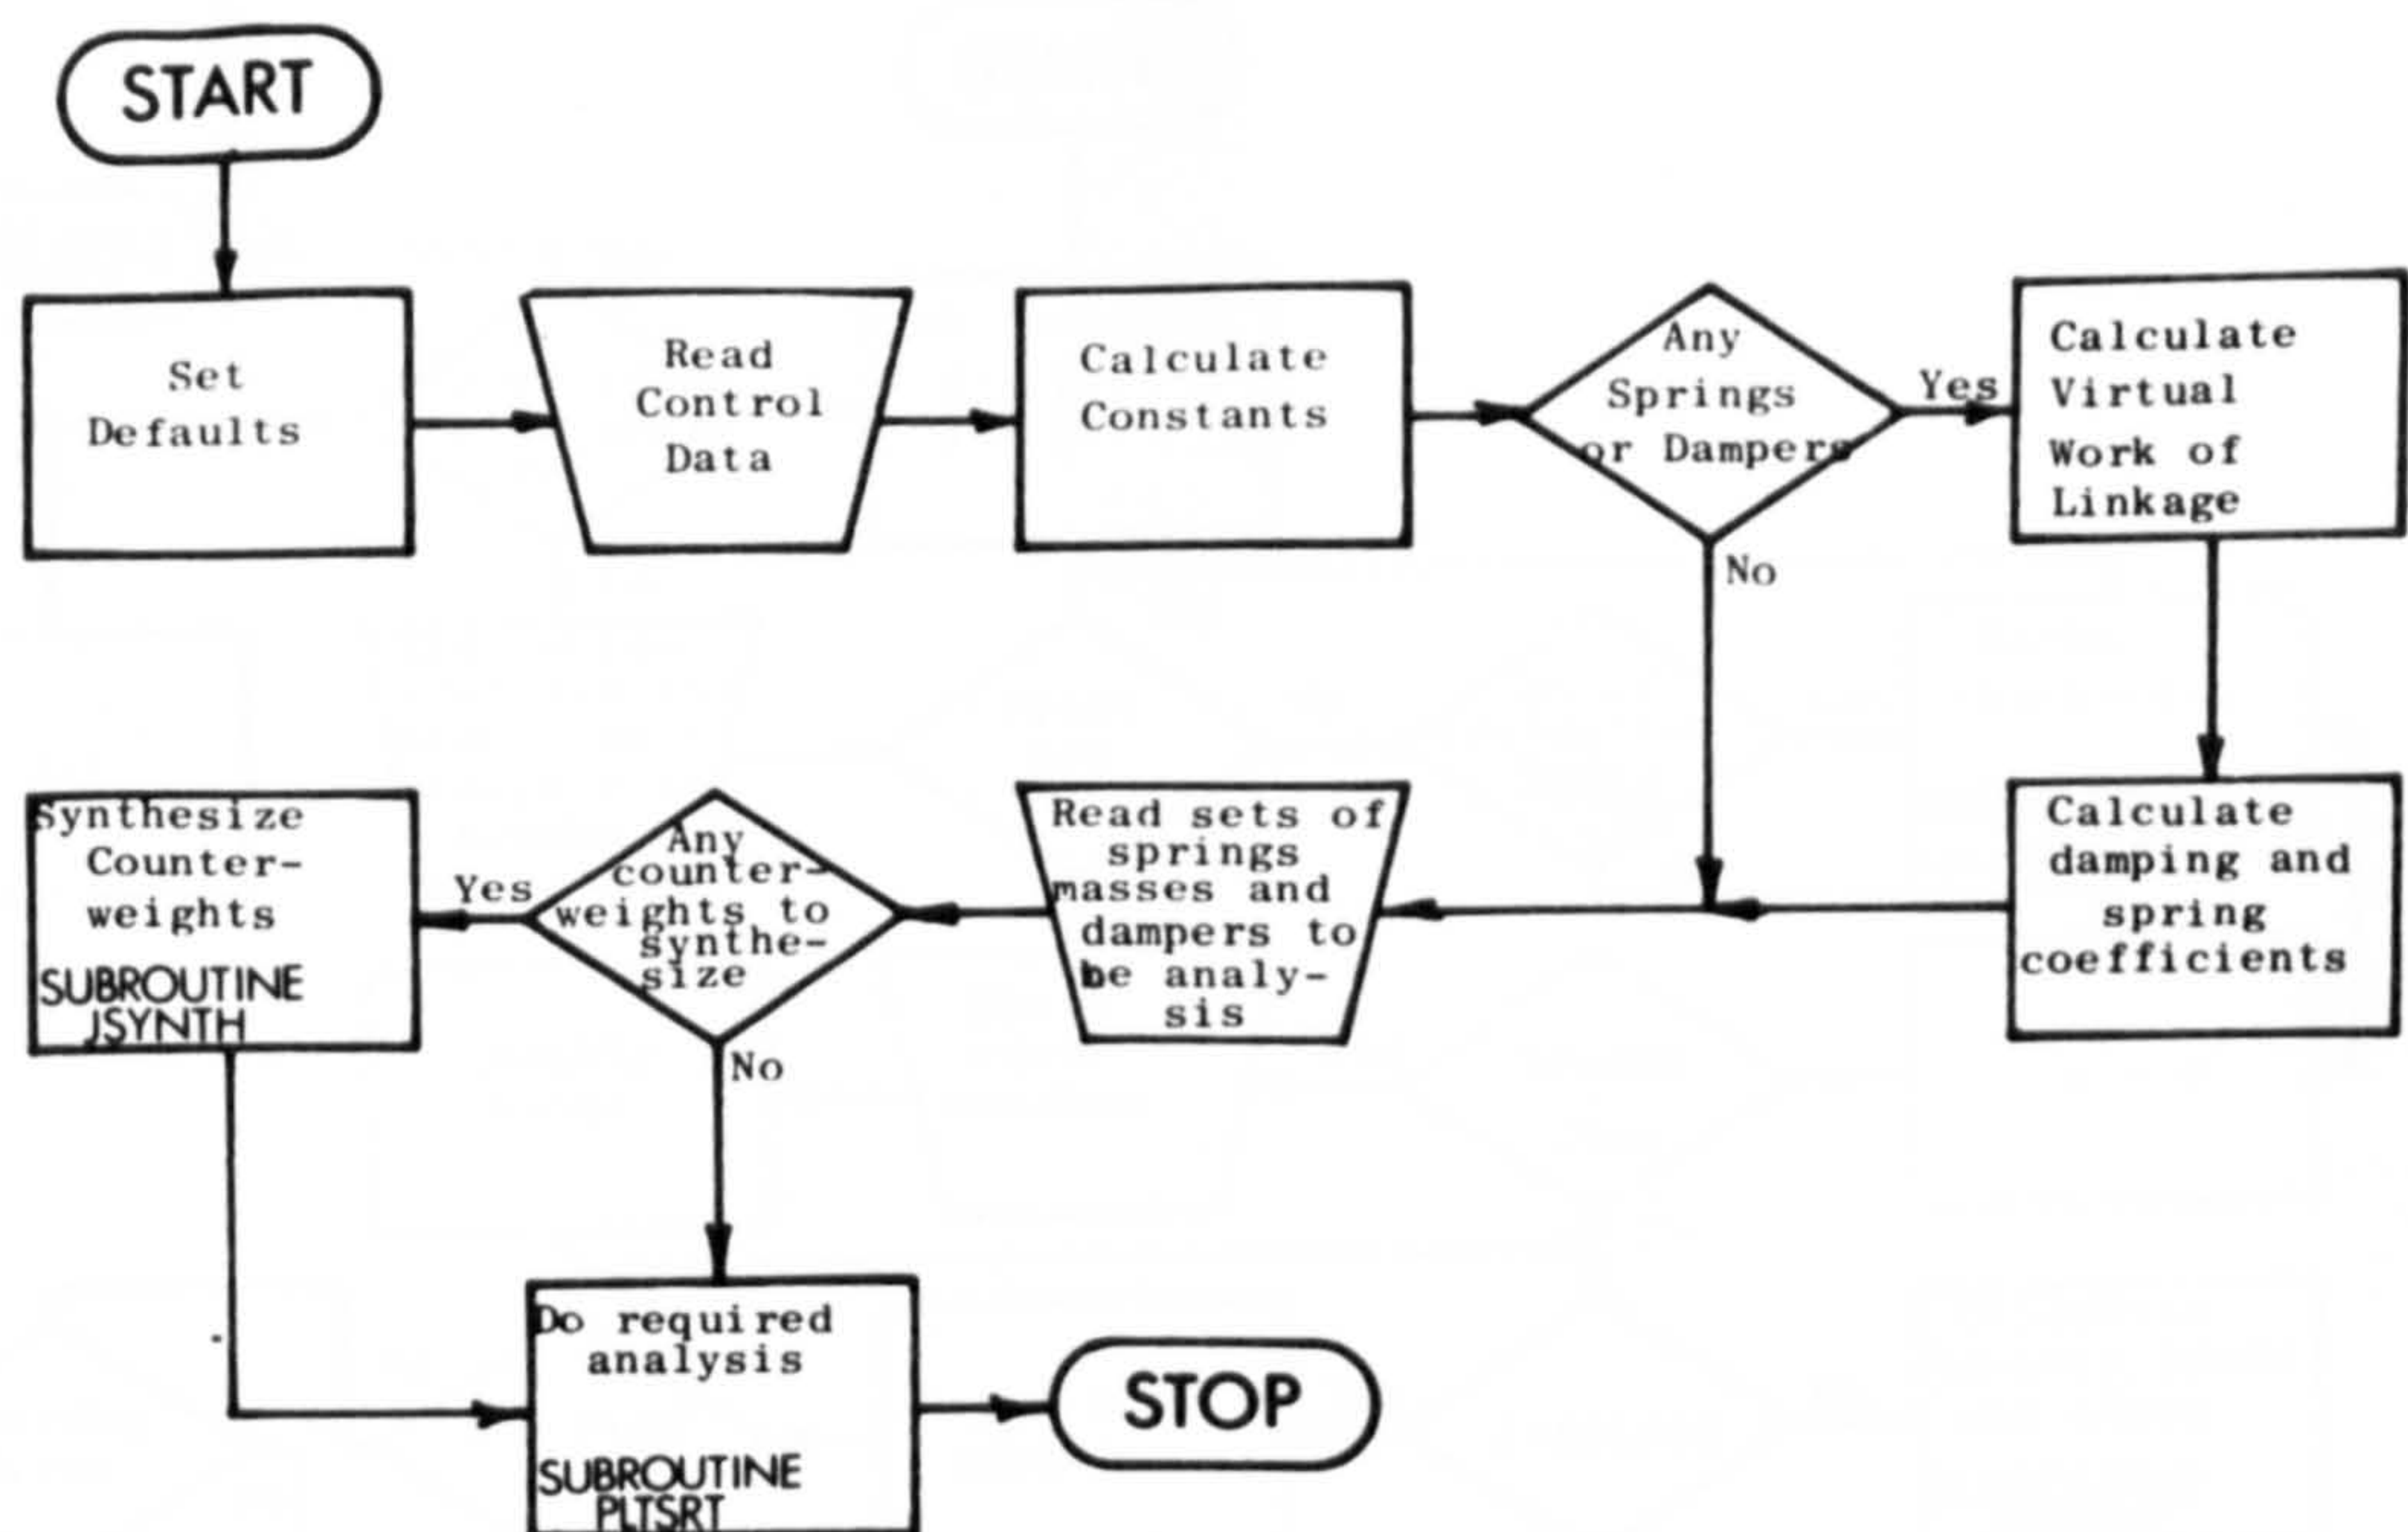 START
Set
Defaults
Read
Control
Data
Calculate
Constants
Any
Springs
or Dampers
Yes
No
Calculate
Virtual
Work of
Linkage
Calculate
damping and
spring
coefficients
Read sets of
springs
masses and
dampers to
be analy-
sis
Any
counter-
weights to
synthe-
size
Yes
No
Synthesize
Counter-
weights
SUBROUTINE
JSYNTH
Do required
analysis
SUBROUTINE
PLTSRT
STOP